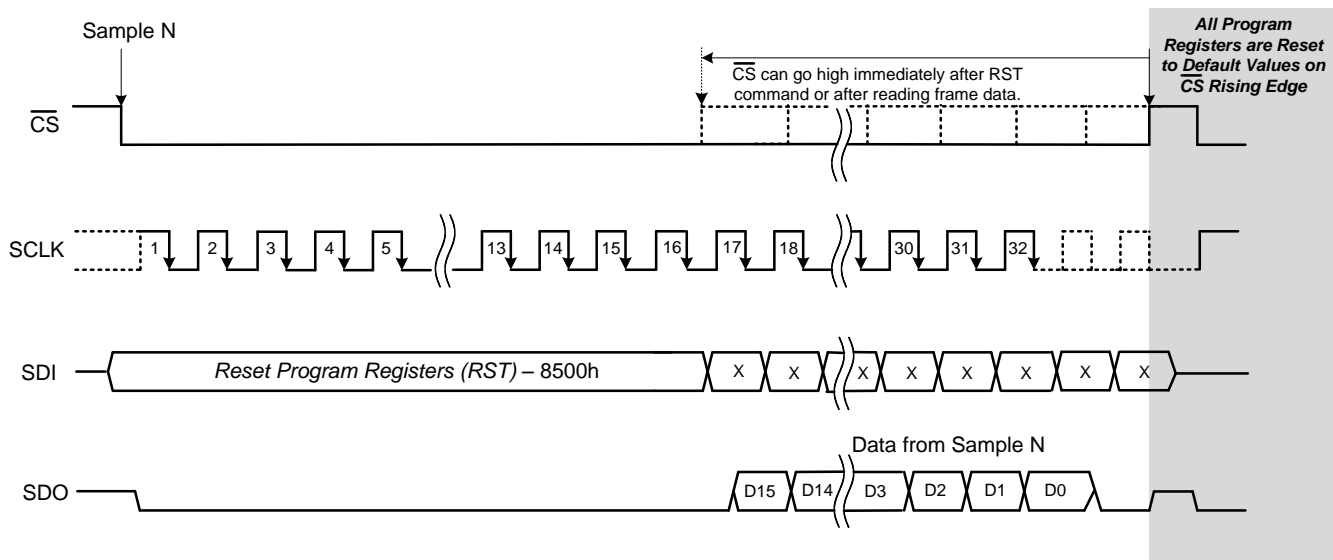 Sample N
All Program
Registers are Reset
to Default Values on
CS Rising Edge
CS can go high immediately after RST
command or after reading frame data.
CS
SCLK
1 2 3 4 5 13 14 15 16 17 18 30 31 32
SDI
Reset Program Registers (RST) – 8500h
X X X X X X X X
Data from Sample N
SDO
D15 D14 D3 D2 D1 D0